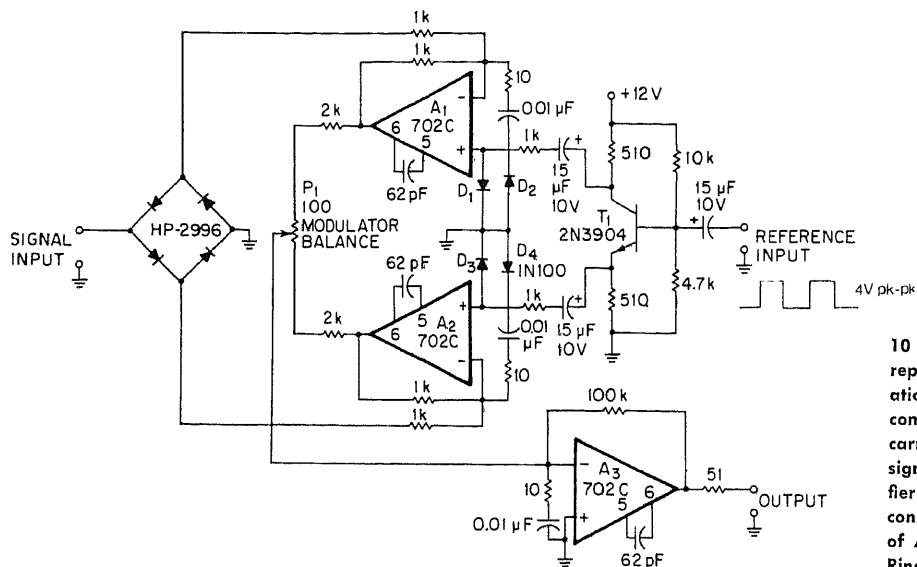 1k
1k
10
0.01 µF
+12V
2k
A1
702C
6
5
−
+
1k
15
µF
10V
510
10k
15 µF
10V
+
62 pF
D1
D2
P1
100
MODULATOR
BALANCE
HP-2996
SIGNAL
INPUT
T1
2N3904
REFERENCE
INPUT
4V pk-pk
62 pF
D3
D4
1N100
1k
+
15 µF
10V
51Ω
4.7k
2k
6
5
A2
702C
+
−
0.01
µF
10
1k
1k
100k
10
0.01 µF
−
+
A3
702C
5
6
62 pF
51
OUTPUT
10
rep
atio
com
carr
sign
fier
con
of
Rin